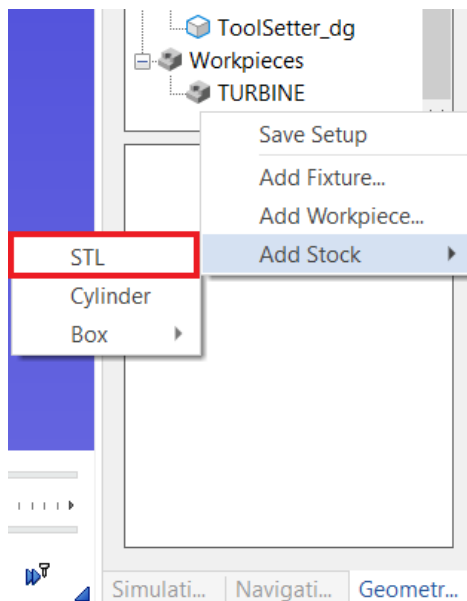 ToolSetter_dg
Workpieces
TURBINE
Save Setup
Add Fixture...
Add Workpiece...
Add Stock
STL
Cylinder
Box
Simulati...
Navigati...
Geometr...